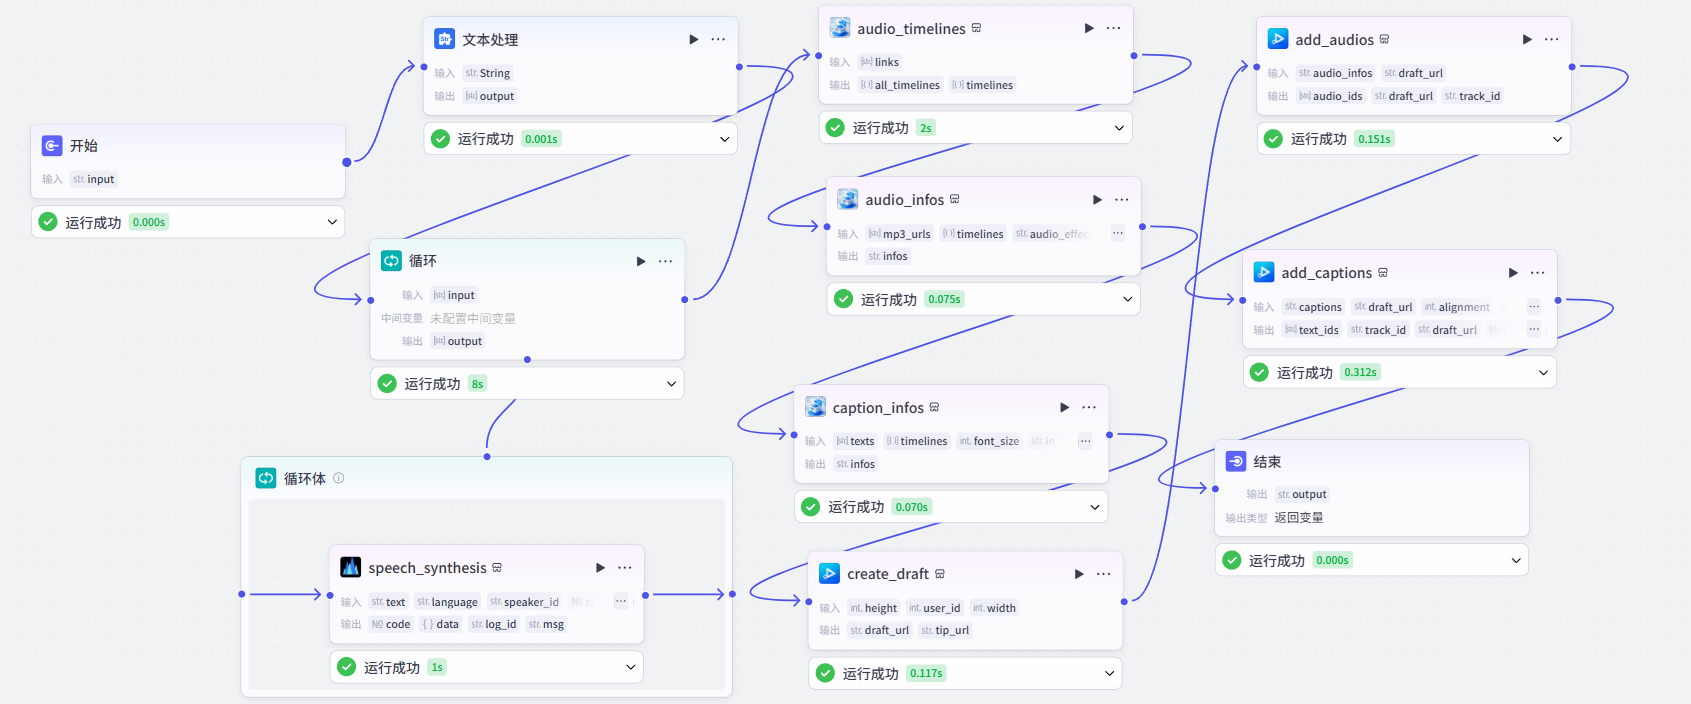 开始
输入 str. input
运行成功 0.000s
文本处理
输入 str. String
输出 [str] output
运行成功 0.001s
循环
输入 [str] input
中间变量 未配置中间变量
输出 [str] output
运行成功 8s
循环体
speech_synthesis
输入 str. text str. language str. speaker_id ...
输出 № code { } data str. log_id str. msg
运行成功 1s
audio_timelines
输入 [str] links
输出 [{}] all_timelines [{}] timelines
运行成功 2s
audio_infos
输入 [str] mp3_urls [{}] timelines str. audio_effec ...
输出 str. infos
运行成功 0.075s
caption_infos
输入 [str] texts [{}] timelines int. font_size str. in ...
输出 str. infos
运行成功 0.070s
create_draft
输入 int. height int. user_id int. width
输出 str. draft_url str. tip_url
运行成功 0.117s
add_audios
输入 str. audio_infos str. draft_url
输出 [str] audio_ids str. draft_url str. track_id
运行成功 0.151s
add_captions
输入 str. captions str. draft_url int. alignment ...
输出 [str] text_ids str. track_id str. draft_url ...
运行成功 0.312s
结束
输出 str. output
输出类型 返回变量
运行成功 0.000s